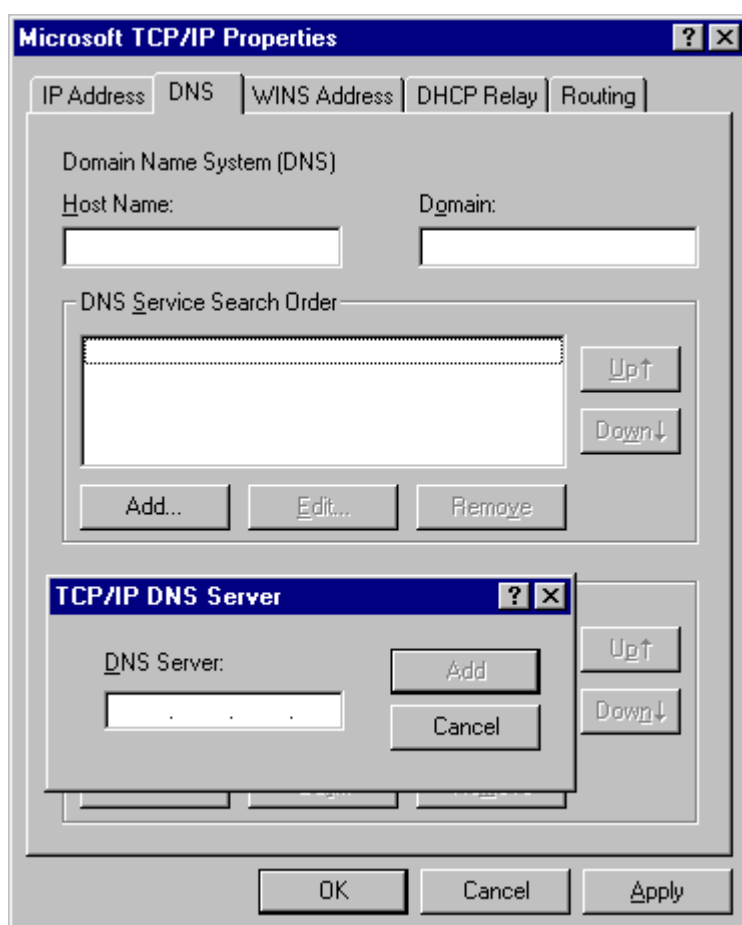 Microsoft TCP/IP Properties
IP Address DNS WINS Address DHCP Relay Routing
Domain Name System (DNS)
Host Name: Domain:
DNS Service Search Order
Up↑
Down↓
Add... Edit... Remove
TCP/IP DNS Server
DNS Server:
Add
. . .
Cancel
Up↑
Down↓
OK Cancel Apply